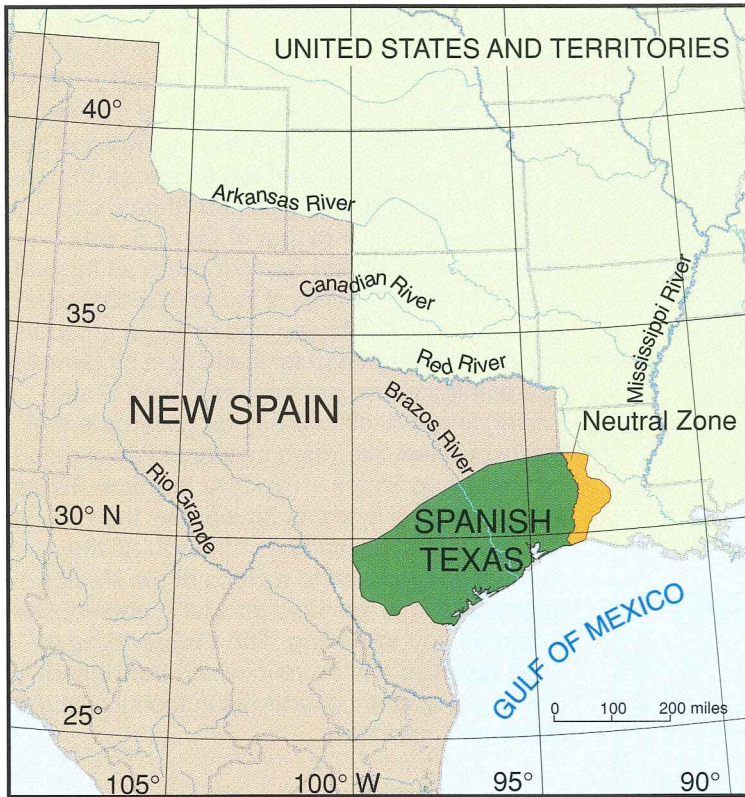 UNITED STATES AND TERRITORIES
40°
Arkansas River
Canadian River
35°
Mississippi River
Red River
Brazos River
NEW SPAIN
Neutral Zone
Rio Grande
30° N
SPANISH
TEXAS
GULF OF MEXICO
0 100 200 miles
25°
105° 100° W 95° 90°